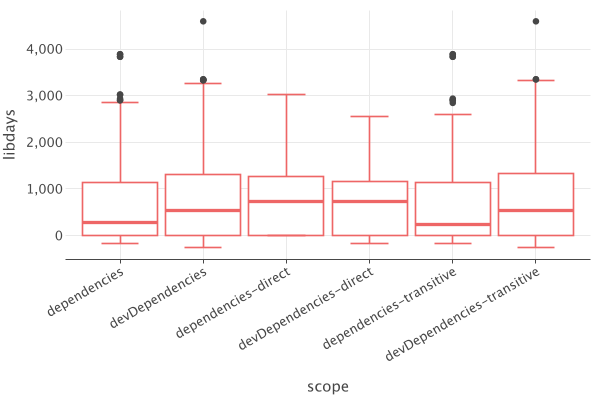 libdays
4,000
3,000
2,000
1,000
0
dependencies
devDependencies
dependencies-direct
devDependencies-direct
dependencies-transitive
devDependencies-transitive
scope